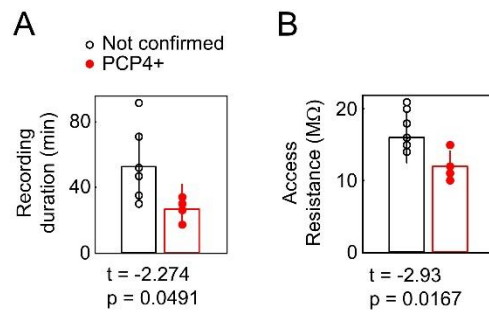 A
○ Not confirmed
● PCP4+
Recording
duration (min)
80
40
0
t = -2.274
p = 0.0491
B
Access
Resistance (MΩ)
20
10
0
t = -2.93
p = 0.0167